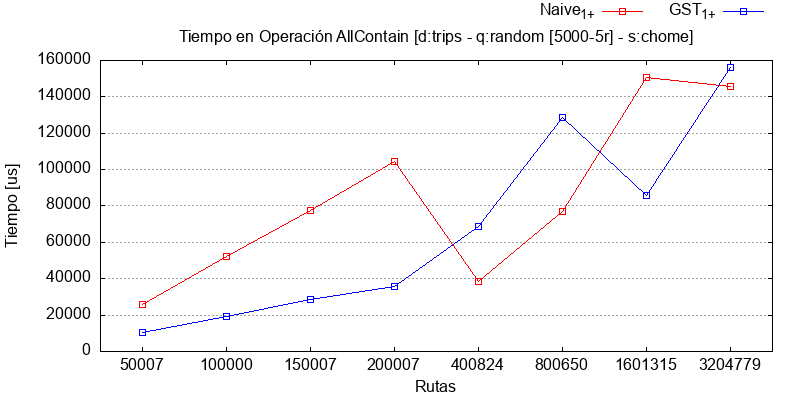 Naive1+ GST1+
Tiempo en Operación AllContain [d:trips - q:random [5000-5r] - s:chome]
160000
140000
120000
100000
80000
60000
40000
20000
0
Tiempo [us]
50007 100000 150007 200007 400824 800650 1601315 3204779
Rutas